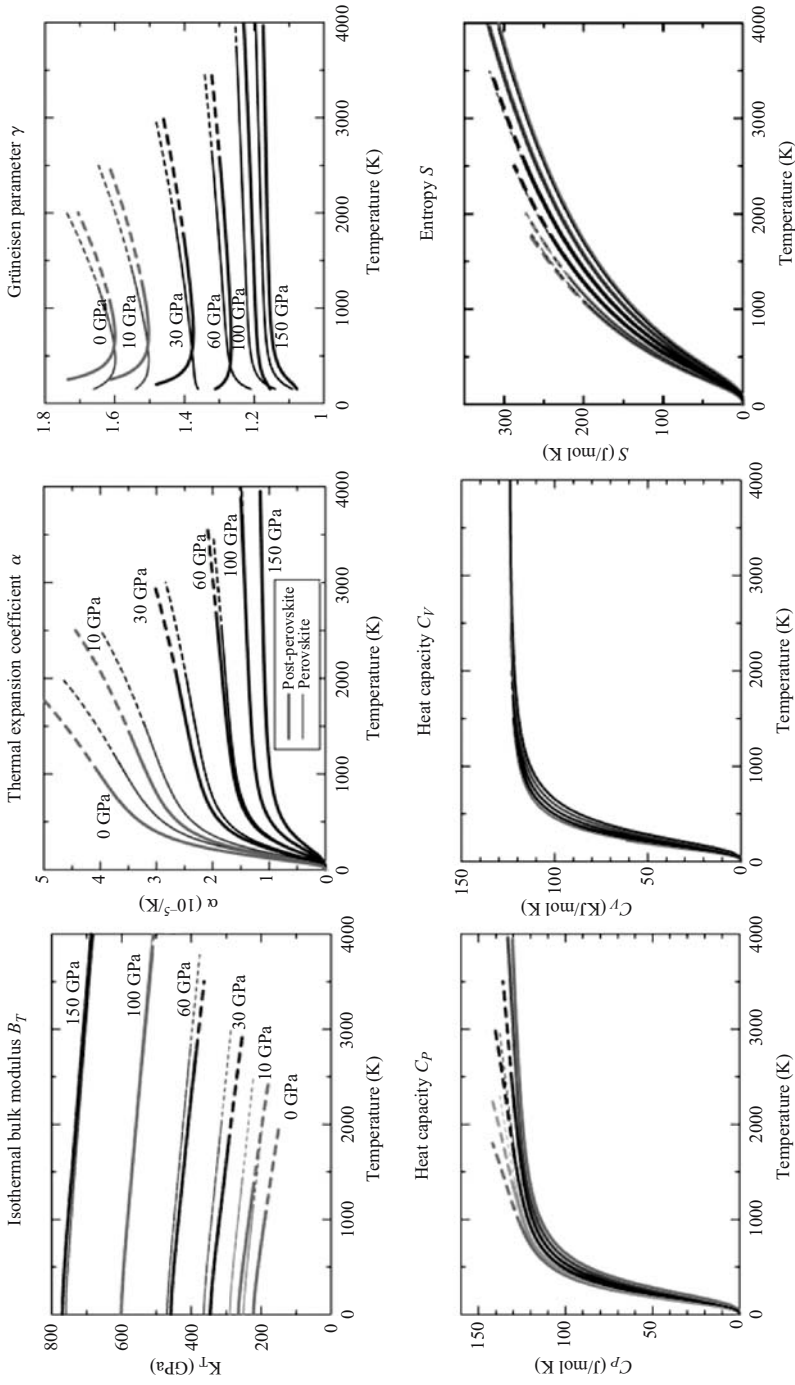 Isothermal bulk modulus B_T
800
600
400
200
K_T (GPa)
150 GPa
100 GPa
60 GPa
30 GPa
10 GPa
0 GPa
0
1000
2000
3000
4000
Temperature (K)
Thermal expansion coefficient α
5
4
3
2
1
0
α (10⁻⁵/K)
0 GPa
10 GPa
30 GPa
60 GPa
100 GPa
150 GPa
Post-perovskite
Perovskite
0
1000
2000
3000
4000
Temperature (K)
Grüneisen parameter γ
1.8
1.6
1.4
1.2
1
0 GPa
10 GPa
30 GPa
60 GPa
100 GPa
150 GPa
0
1000
2000
3000
4000
Temperature (K)
Heat capacity C_P
150
100
50
0
C_P (J/mol K)
0
1000
2000
3000
4000
Temperature (K)
Heat capacity C_V
150
100
50
0
C_V (KJ/mol K)
0
1000
2000
3000
4000
Temperature (K)
Entropy S
300
200
100
0
S (J/mol K)
0
1000
2000
3000
4000
Temperature (K)